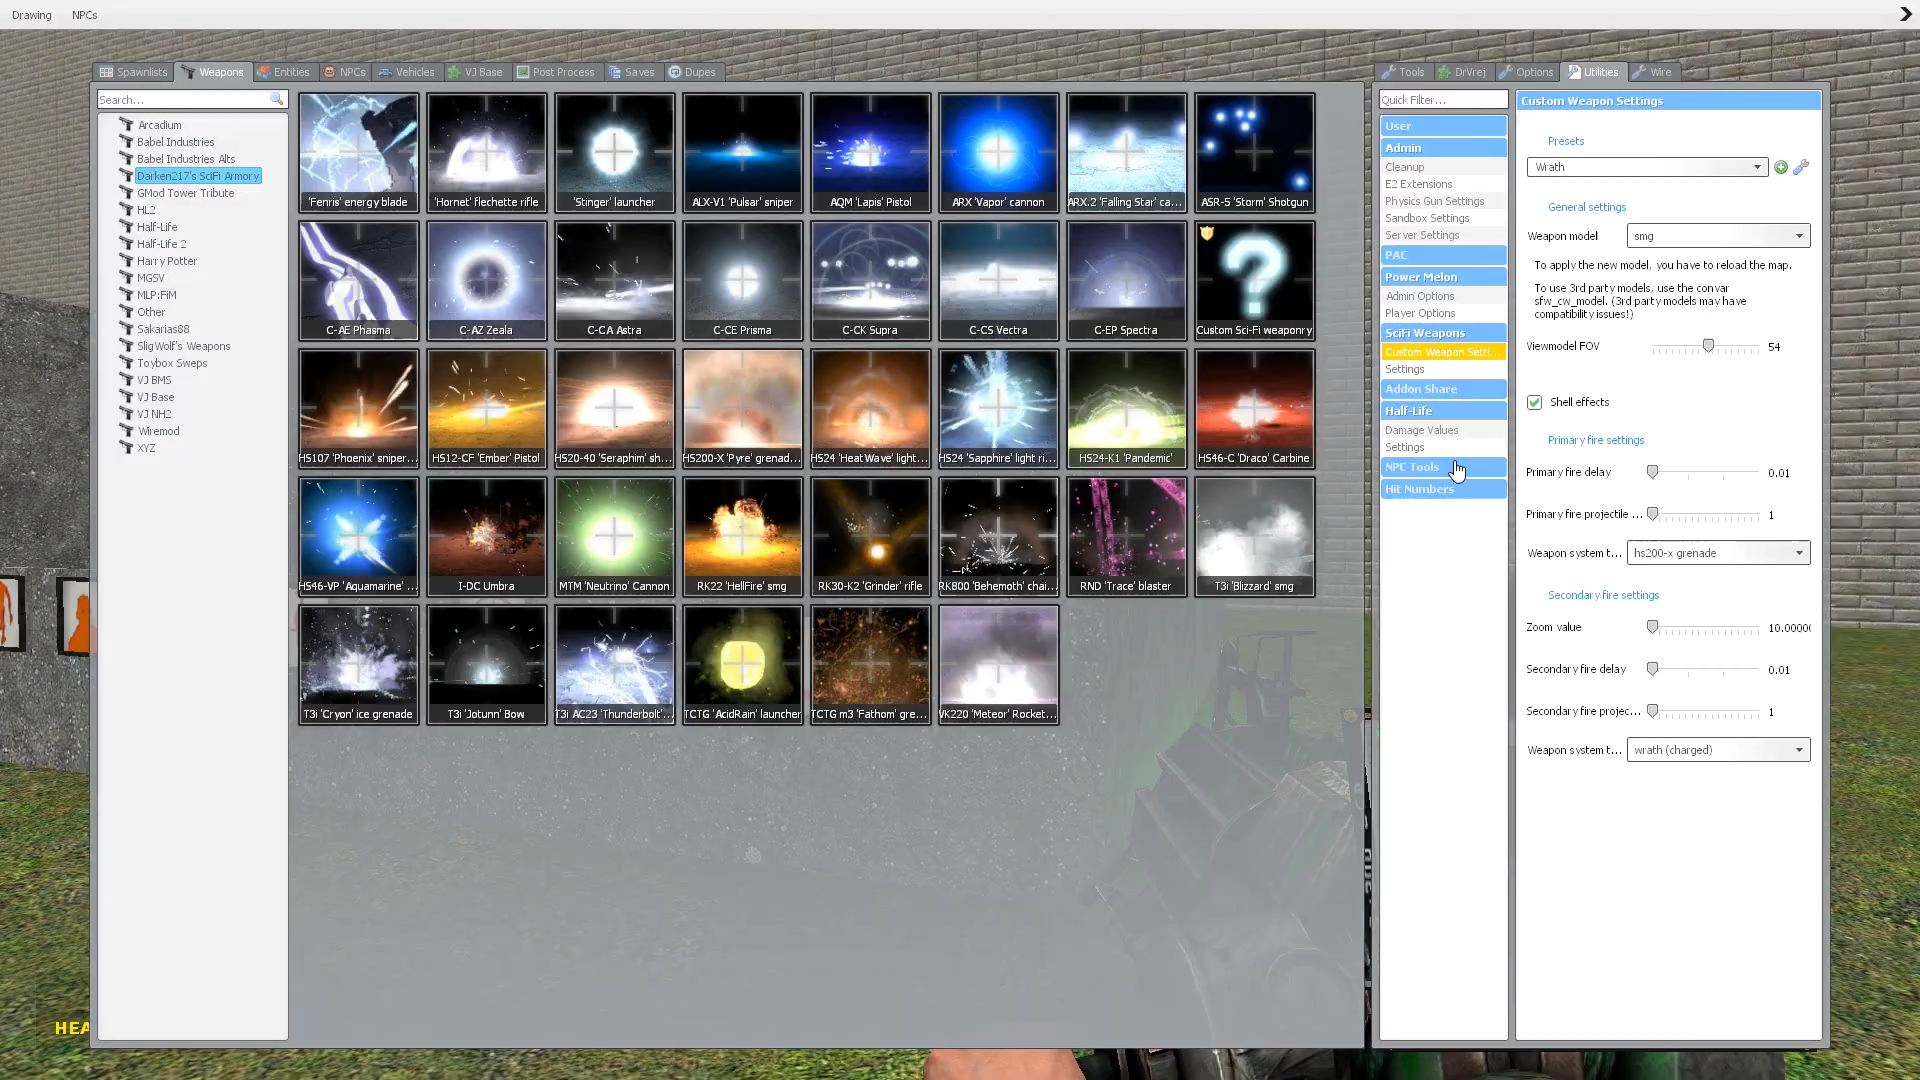 Drawing NPCs
Spawnlists Weapons Entities NPCs Vehicles VJ Base Post Process Saves Dupes
Tools DrVrej Options Utilities Wire
Search...
Arcadium
Babel Industries
Babel Industries Alts
Darken217's SciFi Armory
GMod Tower Tribute
HL2
Half-Life
Half-Life 2
Harry Potter
MGSV
MLP:FiM
Other
Sakarias88
SligWolf's Weapons
Toybox Sweps
VJ BMS
VJ Base
VJ NH2
Wiremod
XYZ
'Fenris' energy blade 'Hornet' flechette rifle 'Stinger' launcher ALX-V1 'Pulsar' sniper AQM 'Lapis' Pistol ARX 'Vapor' cannon ARX.2 'Falling Star' ca... ASR-5 'Storm' Shotgun
C-AE Phasma C-AZ Zeala C-CA Astra C-CE Prisma C-CK Supra C-CS Vectra C-EP Spectra Custom Sci-Fi weaponry
HS107 'Phoenix' sniper... HS12-CF 'Ember' Pistol HS20-40 'Seraphim' sh... HS200-X 'Pyre' grenad... HS24 'HeatWave' light... HS24 'Sapphire' light ri... HS24-K1 'Pandemic' HS46-C 'Draco' Carbine
HS46-VP 'Aquamarine' ... I-DC Umbra MTM 'Neutrino' Cannon RK22 'HellFire' smg RK30-K2 'Grinder' rifle RK800 'Behemoth' chai... RND 'Trace' blaster T3i 'Blizzard' smg
T3i 'Cryon' ice grenade T3i 'Jotunn' Bow T3i AC23 'Thunderbolt'... TCTG 'AcidRain' launcher TCTG m3 'Fathom' gre... VK220 'Meteor' Rocket...
HEA
Quick Filter...
User
Admin
Cleanup
E2 Extensions
Physics Gun Settings
Sandbox Settings
Server Settings
PAC
Power Melon
Admin Options
Player Options
SciFi Weapons
Custom Weapon Setti...
Settings
Addon Share
Half-Life
Damage Values
Settings
NPC Tools
Hit Numbers
Custom Weapon Settings
Presets
Wrath
General settings
Weapon model smg
To apply the new model, you have to reload the map.
To use 3rd party models, use the convar
sfw_cw_model. (3rd party models may have
compatibility issues!)
Viewmodel FOV 54
Shell effects
Primary fire settings
Primary fire delay 0.01
Primary fire projectile ... 1
Weapon system t... hs200-x grenade
Secondary fire settings
Zoom value 10.0000
Secondary fire delay 0.01
Secondary fire projec... 1
Weapon system t... wrath (charged)